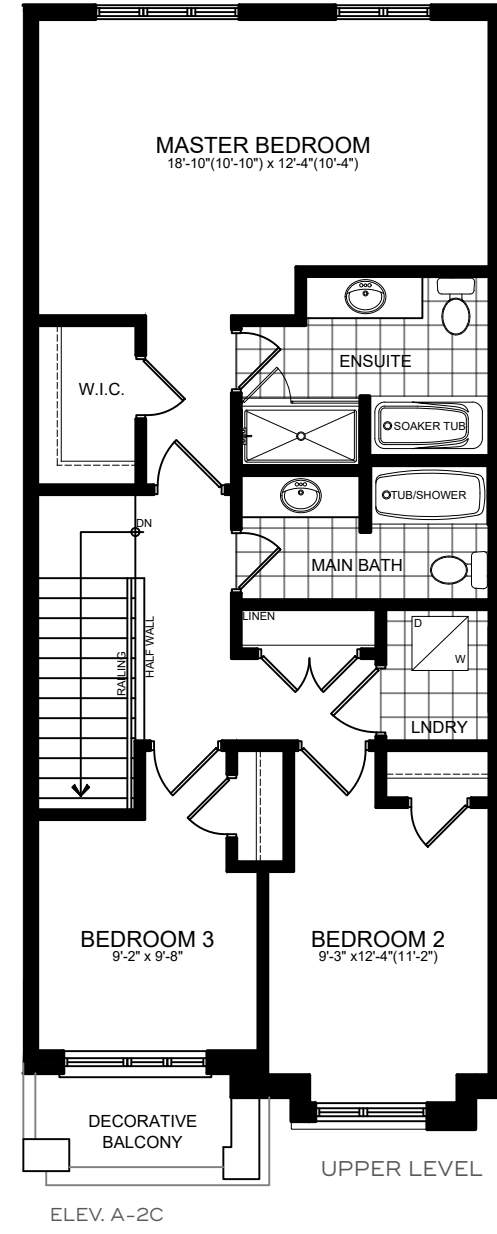 MASTER BEDROOM
18'-10"(10'-10") x 12'-4"(10'-4")
W.I.C.
ENSUITE
SOAKER TUB
TUB/SHOWER
DN
MAIN BATH
LINEN
RAILING
HALF WALL
D
W
LNDRY
BEDROOM 3
9'-2" x 9'-8"
BEDROOM 2
9'-3" x12'-4"(11'-2")
DECORATIVE
BALCONY
UPPER LEVEL
ELEV. A-2C